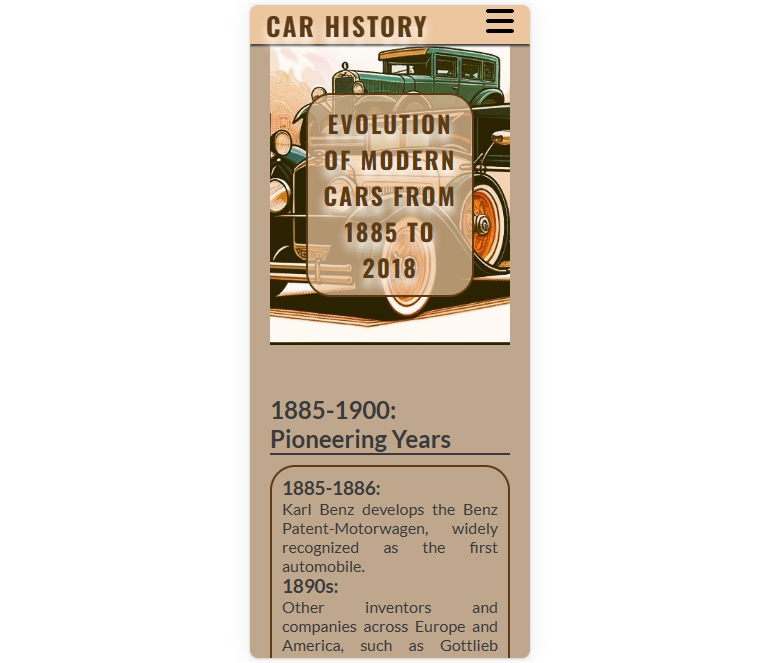 CAR HISTORY
EVOLUTION
OF MODERN
CARS FROM
1885 TO
2018
1885-1900:
Pioneering Years
1885-1886:
Karl Benz develops the Benz
Patent-Motorwagen, widely
recognized as the first
automobile.
1890s:
Other inventors and
companies across Europe and
America, such as Gottlieb